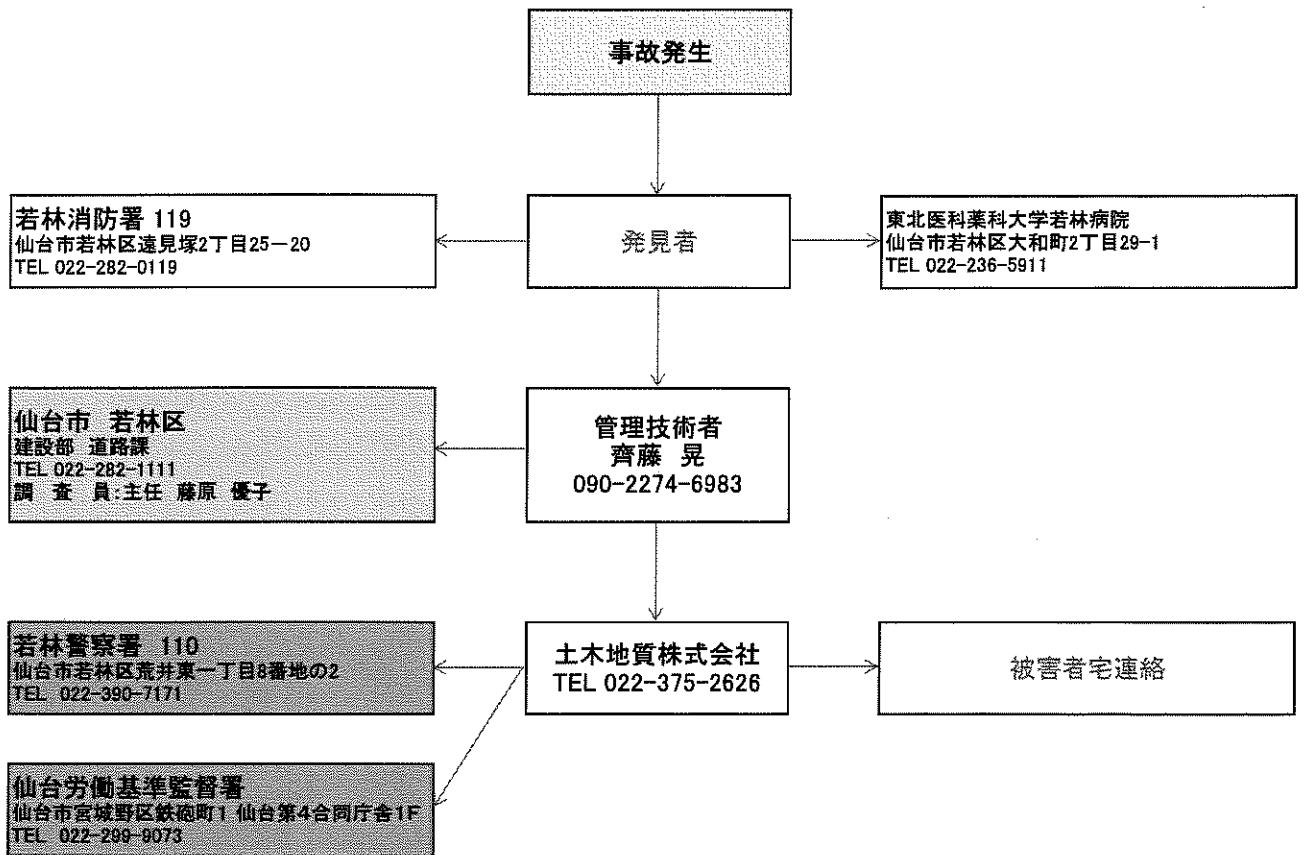 事故発生
若林消防署 119
仙台市若林区遠見塚2丁目25−20
TEL 022-282-0119
発見者
東北医科薬科大学若林病院
仙台市若林区大和町2丁目29-1
TEL 022-236-5911
仙台市 若林区
建設部 道路課
TEL 022-282-1111
調 査 員:主任 藤原 優子
管理技術者
齊藤 晃
090-2274-6983
若林警察署 110
仙台市若林区荒井東一丁目8番地の2
TEL 022-390-7171
土木地質株式会社
TEL 022-375-2626
被害者宅連絡
仙台労働基準監督署
仙台市宮城野区鉄砲町1 仙台第4合同庁舎1F
TEL 022-299-9073